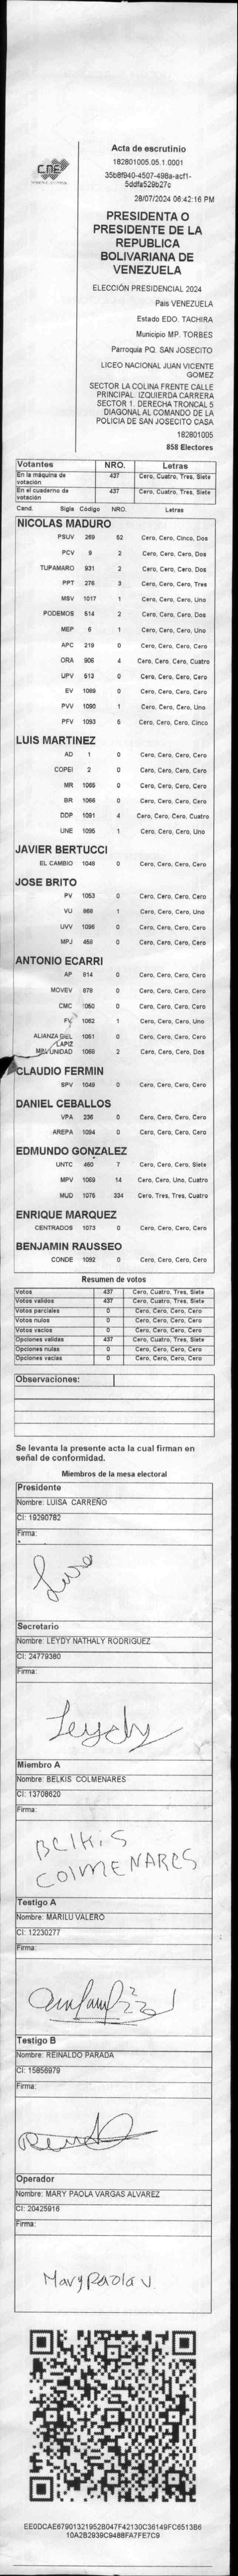 CNE
Acta de escrutinio
182801005.05.1.0001
35b8f940-4507-498a-acf1-
5ddfa529b27c
28/07/2024 06:42:16 PM
PRESIDENTA O
PRESIDENTE DE LA
REPUBLICA
BOLIVARIANA DE
VENEZUELA
ELECCIÓN PRESIDENCIAL 2024
País VENEZUELA
Estado EDO. TACHIRA
Municipio MP. TORBES
Parroquia PQ. SAN JOSECITO
LICEO NACIONAL JUAN VICENTE
GOMEZ
SECTOR LA COLINA FRENTE CALLE
PRINCIPAL. IZQUIERDA CARRERA
SECTOR 1. DERECHA TRONCAL 5
DIAGONAL AL COMANDO DE LA
POLICIA DE SAN JOSECITO CASA
182801005
858 Electores
Votantes NRO. Letras
En la máquina de votación 437 Cero, Cuatro, Tres, Siete
En el cuaderno de votación 437 Cero, Cuatro, Tres, Siete
Cand. Sigla Código NRO. Letras
NICOLAS MADURO
PSUV 269 52 Cero, Cero, Cinco, Dos
PCV 9 2 Cero, Cero, Cero, Dos
TUPAMARO 931 2 Cero, Cero, Cero, Dos
PPT 276 3 Cero, Cero, Cero, Tres
MSV 1017 1 Cero, Cero, Cero, Uno
PODEMOS 514 2 Cero, Cero, Cero, Dos
MEP 6 1 Cero, Cero, Cero, Uno
APC 219 0 Cero, Cero, Cero, Cero
ORA 906 4 Cero, Cero, Cero, Cuatro
UPV 513 0 Cero, Cero, Cero, Cero
EV 1089 0 Cero, Cero, Cero, Cero
PVV 1090 1 Cero, Cero, Cero, Uno
PFV 1093 5 Cero, Cero, Cero, Cinco
LUIS MARTINEZ
AD 1 0 Cero, Cero, Cero, Cero
COPEI 2 0 Cero, Cero, Cero, Cero
MR 1065 0 Cero, Cero, Cero, Cero
BR 1066 0 Cero, Cero, Cero, Cero
DDP 1091 4 Cero, Cero, Cero, Cuatro
UNE 1095 1 Cero, Cero, Cero, Uno
JAVIER BERTUCCI
EL CAMBIO 1048 0 Cero, Cero, Cero, Cero
JOSE BRITO
PV 1053 0 Cero, Cero, Cero, Cero
VU 869 1 Cero, Cero, Cero, Uno
UVV 1096 0 Cero, Cero, Cero, Cero
MPJ 458 0 Cero, Cero, Cero, Cero
ANTONIO ECARRI
AP 814 0 Cero, Cero, Cero, Cero
MOVEV 878 0 Cero, Cero, Cero, Cero
CMC 1050 0 Cero, Cero, Cero, Cero
FV 1062 1 Cero, Cero, Cero, Uno
ALIANZA DEL LAPIZ 1051 0 Cero, Cero, Cero, Cero
MIN UNIDAD 1068 2 Cero, Cero, Cero, Dos
CLAUDIO FERMIN
SPV 1049 0 Cero, Cero, Cero, Cero
DANIEL CEBALLOS
VPA 236 0 Cero, Cero, Cero, Cero
AREPA 1094 0 Cero, Cero, Cero, Cero
EDMUNDO GONZALEZ
UNTC 460 7 Cero, Cero, Cero, Siete
MPV 1069 14 Cero, Cero, Uno, Cuatro
MUD 1076 334 Cero, Tres, Tres, Cuatro
ENRIQUE MARQUEZ
CENTRADOS 1073 0 Cero, Cero, Cero, Cero
BENJAMIN RAUSSEO
CONDE 1092 0 Cero, Cero, Cero, Cero
Resumen de votos
Votos 437 Cero, Cuatro, Tres, Siete
Votos validos 437 Cero, Cuatro, Tres, Siete
Votos parciales 0 Cero, Cero, Cero, Cero
Votos nulos 0 Cero, Cero, Cero, Cero
Votos vacios 0 Cero, Cero, Cero, Cero
Opciones validas 437 Cero, Cuatro, Tres, Siete
Opciones nulas 0 Cero, Cero, Cero, Cero
Opciones vacias 0 Cero, Cero, Cero, Cero
Observaciones:
Se levanta la presente acta la cual firman en
señal de conformidad.
Miembros de la mesa electoral
Presidente
Nombre: LUISA CARREÑO
CI: 19290782
Firma:
Luisa
Secretario
Nombre: LEYDY NATHALY RODRIGUEZ
CI: 24779380
Firma:
Leydy
Miembro A
Nombre: BELKIS COLMENARES
CI: 13708620
Firma:
BelKiS
COlMENARES
Testigo A
Nombre: MARILU VALERO
CI: 12230277
Firma:
Testigo B
Nombre: REINALDO PARADA
CI: 15856979
Firma:
Operador
Nombre: MARY PAOLA VARGAS ALVAREZ
CI: 20425916
Firma:
Mary Paola V
EE0DCAE67901321952B047F42130C36149FC6513B6
10A2B2939C9488FA7FE7C9